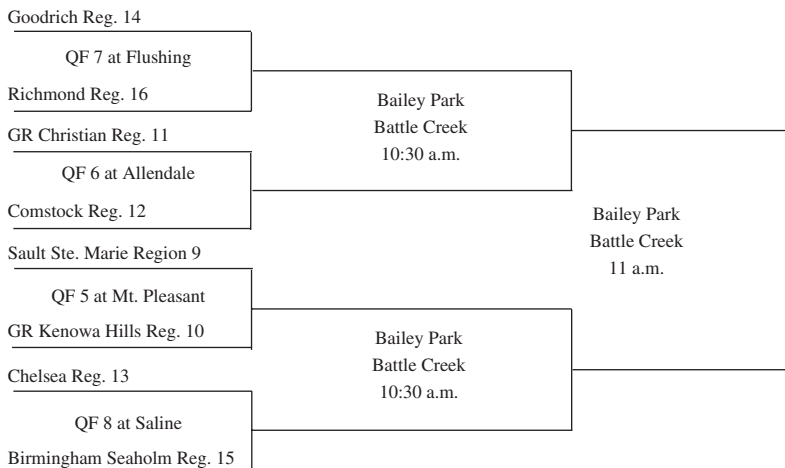 Goodrich Reg. 14
QF 7 at Flushing
Richmond Reg. 16
GR Christian Reg. 11
QF 6 at Allendale
Comstock Reg. 12
Sault Ste. Marie Region 9
QF 5 at Mt. Pleasant
GR Kenowa Hills Reg. 10
Chelsea Reg. 13
QF 8 at Saline
Birmingham Seaholm Reg. 15
Bailey Park
Battle Creek
10:30 a.m.
Bailey Park
Battle Creek
10:30 a.m.
Bailey Park
Battle Creek
11 a.m.